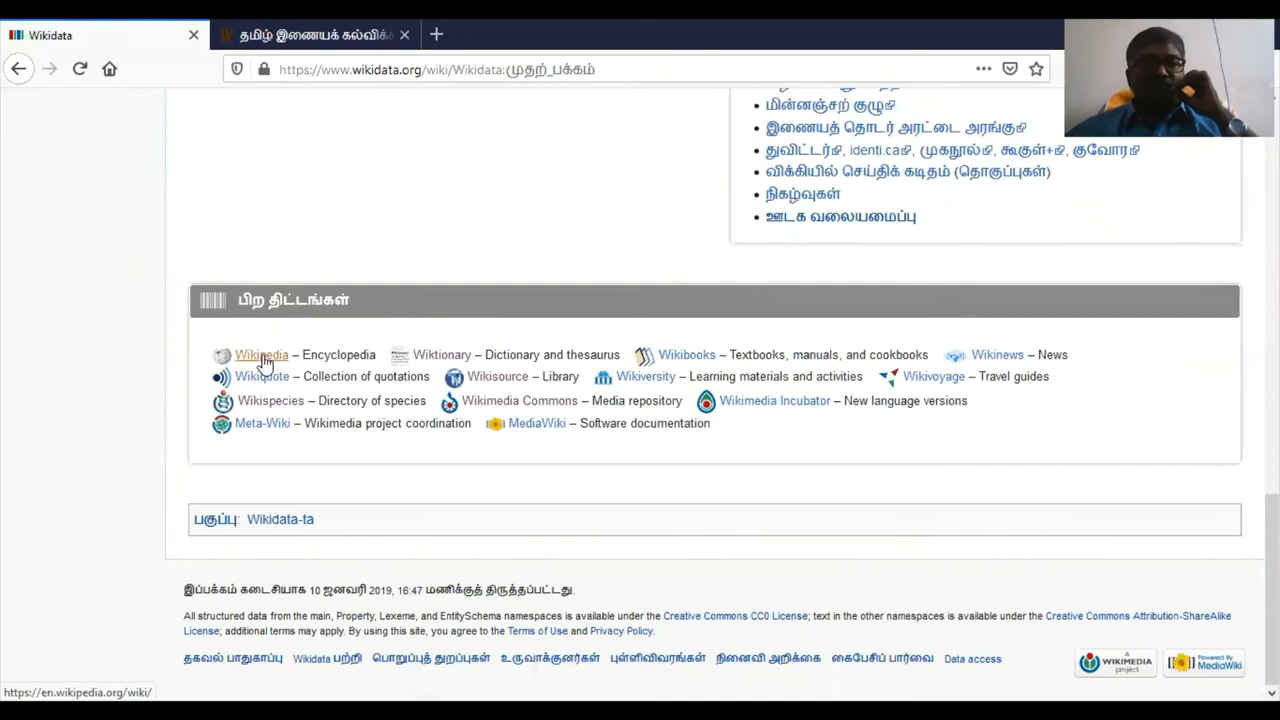 Wikidata
தமிழ் இணையக் கல்விக்
https://www.wikidata.org/wiki/Wikidata:முதற்_பக்கம்
மின்னஞ்சற் குழு
இணையத் தொடர் அரட்டை அரங்கு
துவிட்டர், identi.ca, முகநூல், கூகுள்+, குவோர
விக்கியில் செய்திக் கடிதம் (தொகுப்புகள்)
நிகழ்வுகள்
ஊடக வலையமைப்பு
பிற திட்டங்கள்
Wikipedia – Encyclopedia Wiktionary – Dictionary and thesaurus Wikibooks – Textbooks, manuals, and cookbooks Wikinews – News
Wikiquote – Collection of quotations Wikisource – Library Wikiversity – Learning materials and activities Wikivoyage – Travel guides
Wikispecies – Directory of species Wikimedia Commons – Media repository Wikimedia Incubator – New language versions
Meta-Wiki – Wikimedia project coordination MediaWiki – Software documentation
பகுப்பு: Wikidata-ta
இப்பக்கம் கடைசியாக 10 ஜனவரி 2019, 16:47 மணிக்குத் திருத்தப்பட்டது.
All structured data from the main, Property, Lexeme, and EntitySchema namespaces is available under the Creative Commons CC0 License; text in the other namespaces is available under the Creative Commons Attribution-ShareAlike
License; additional terms may apply. By using this site, you agree to the Terms of Use and Privacy Policy.
தகவல் பாதுகாப்பு Wikidata பற்றி பொறுப்புத் துறப்புகள் உருவாக்குனர்கள் புள்ளிவிவரங்கள் நினைவி அறிக்கை கைபேசிப் பார்வை Data access
A WIKIMEDIA project Powered By MediaWiki
https://en.wikipedia.org/wiki/